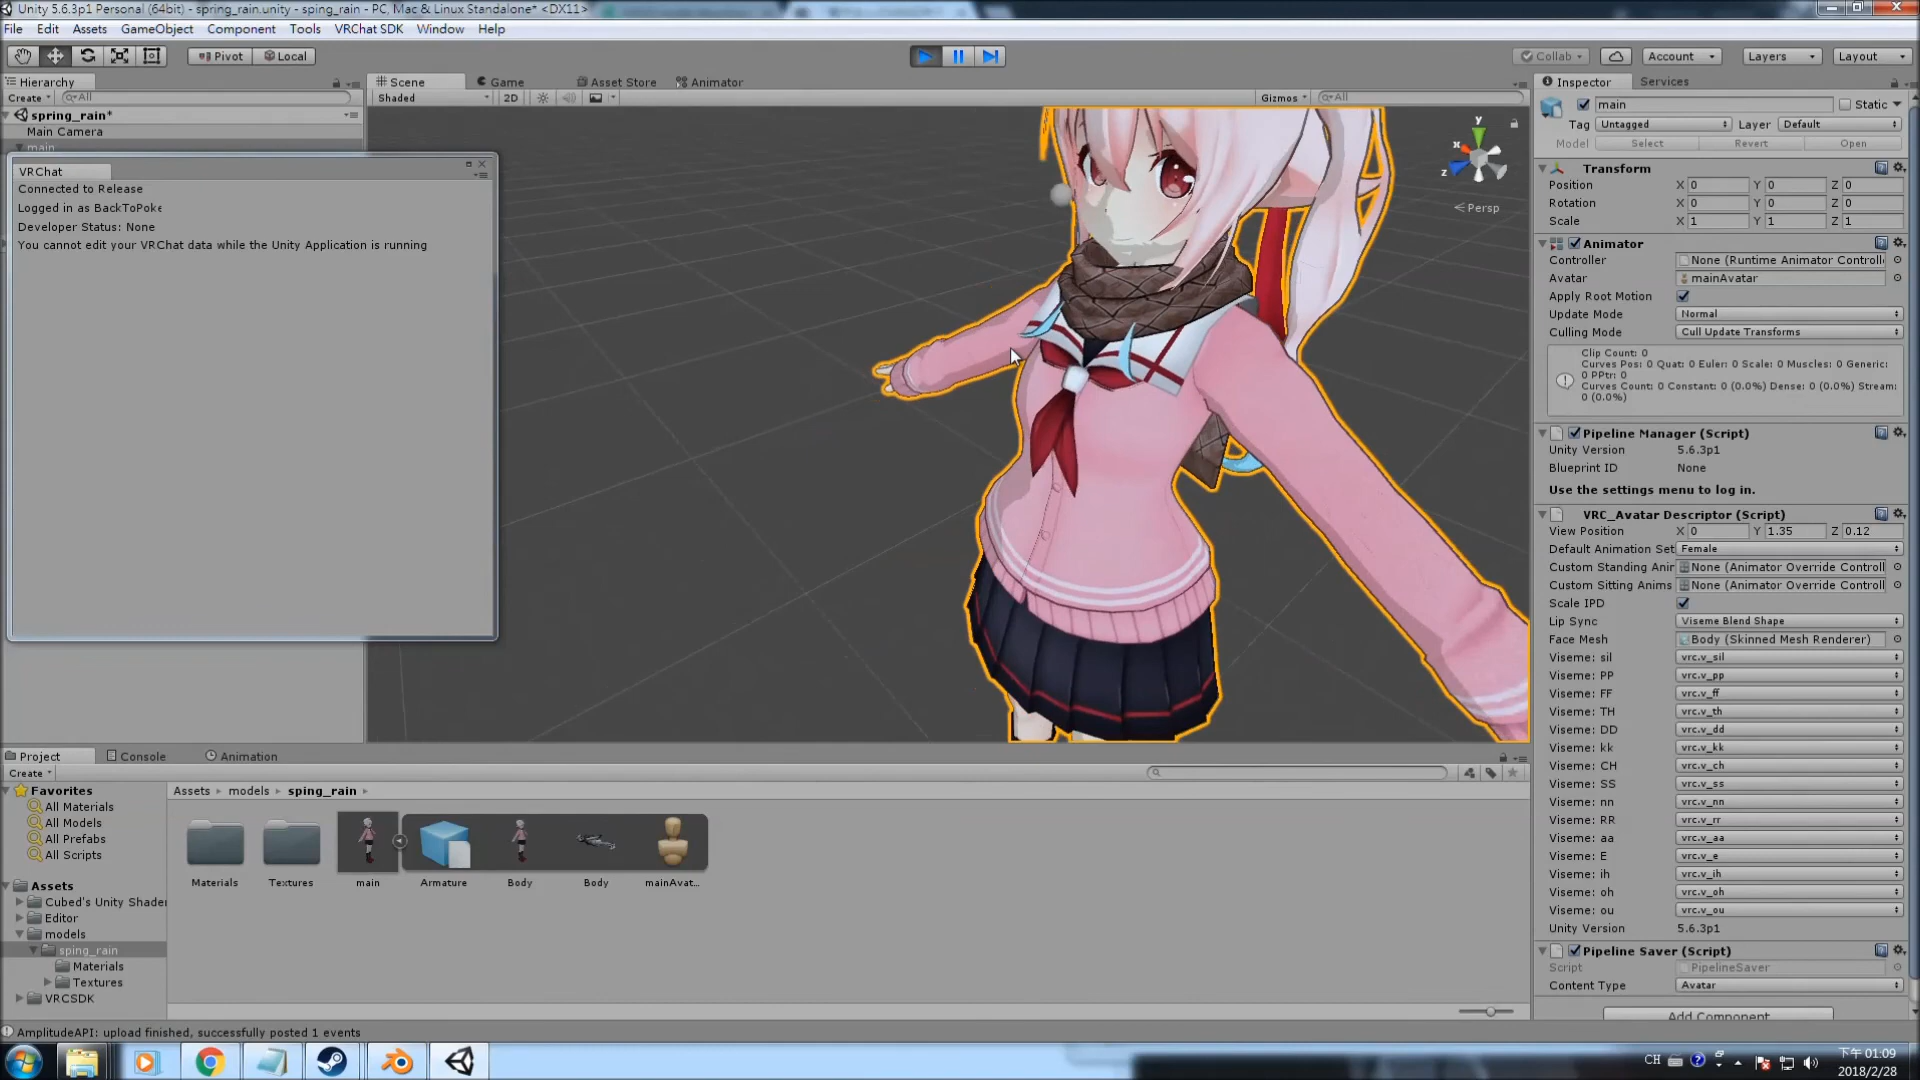 Unity 5.6.3p1 Personal (64bit) - spring_rain.unity - sping_rain - PC, Mac & Linux Standalone* <DX11>
File Edit Assets GameObject Component Tools VRChat SDK Window Help
Pivot Local Collab Account Layers Layout
Hierarchy
Create All
spring_rain*
Main Camera
main
VRChat
Connected to Release
Logged in as BackToPoke
Developer Status: None
You cannot edit your VRChat data while the Unity Application is running
Scene Game Asset Store Animator
Shaded 2D Gizmos All
y
x
z
Persp
Inspector Services
main Static
Tag Untagged Layer Default
Model Select Revert Open
Transform
Position X 0 Y 0 Z 0
Rotation X 0 Y 0 Z 0
Scale X 1 Y 1 Z 1
Animator
Controller None (Runtime Animator Controll
Avatar mainAvatar
Apply Root Motion
Update Mode Normal
Culling Mode Cull Update Transforms
Clip Count: 0
Curves Pos: 0 Quat: 0 Euler: 0 Scale: 0 Muscles: 0 Generic:
0 PPtr: 0
Curves Count: 0 Constant: 0 (0.0%) Dense: 0 (0.0%) Stream:
0 (0.0%)
Pipeline Manager (Script)
Unity Version 5.6.3p1
Blueprint ID None
Use the settings menu to log in.
VRC_Avatar Descriptor (Script)
View Position X 0 Y 1.35 Z 0.12
Default Animation Set Female
Custom Standing Anir None (Animator Override Controll
Custom Sitting Anims None (Animator Override Controll
Scale IPD
Lip Sync Viseme Blend Shape
Face Mesh Body (Skinned Mesh Renderer)
Viseme: sil vrc.v_sil
Viseme: PP vrc.v_pp
Viseme: FF vrc.v_ff
Viseme: TH vrc.v_th
Viseme: DD vrc.v_dd
Viseme: kk vrc.v_kk
Viseme: CH vrc.v_ch
Viseme: SS vrc.v_ss
Viseme: nn vrc.v_nn
Viseme: RR vrc.v_rr
Viseme: aa vrc.v_aa
Viseme: E vrc.v_e
Viseme: ih vrc.v_ih
Viseme: oh vrc.v_oh
Viseme: ou vrc.v_ou
Unity Version 5.6.3p1
Pipeline Saver (Script)
Script PipelineSaver
Content Type Avatar
Add Component
Project Console Animation
Create
Favorites
All Materials
All Models
All Prefabs
All Scripts
Assets
Cubed's Unity Shader
Editor
models
sping_rain
Materials
Textures
VRCSDK
Assets models sping_rain
Materials Textures main Armature Body Body mainAvat...
AmplitudeAPI: upload finished, successfully posted 1 events
CH
下午 01:09
2018/2/28